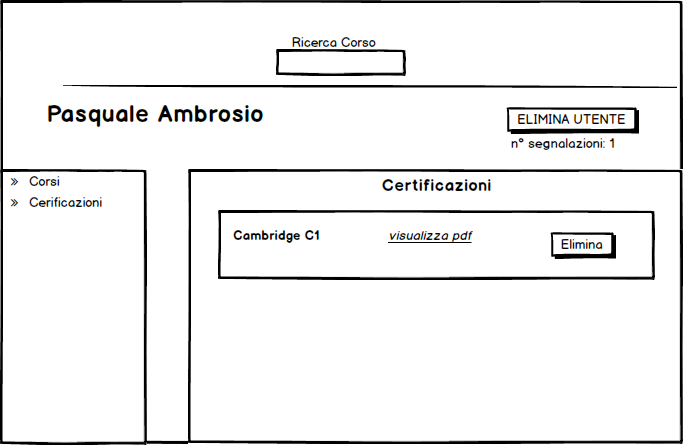 Ricerca Corso
Pasquale Ambrosio
ELIMINA UTENTE
n° segnalazioni: 1
Corsi
Cerificazioni
Certificazioni
Cambridge C1 visualizza pdf Elimina